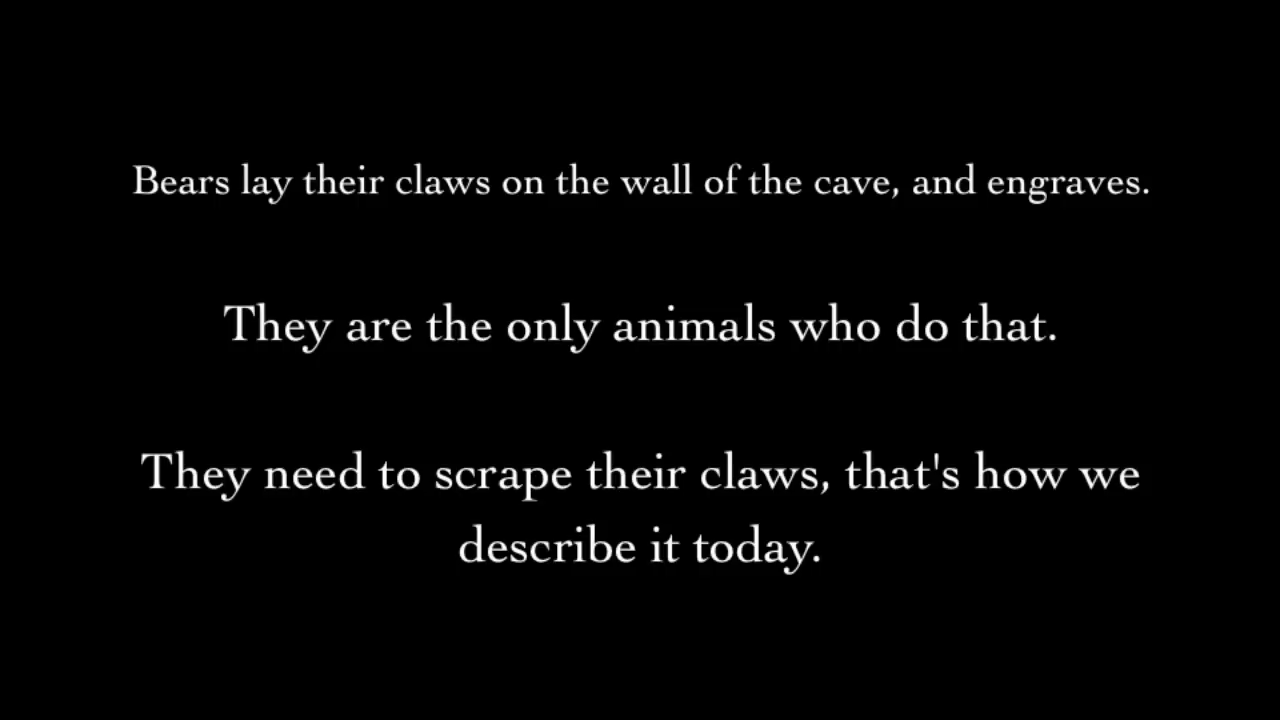 Bears lay their claws on the wall of the cave, and engraves.
They are the only animals who do that.
They need to scrape their claws, that's how we
describe it today.